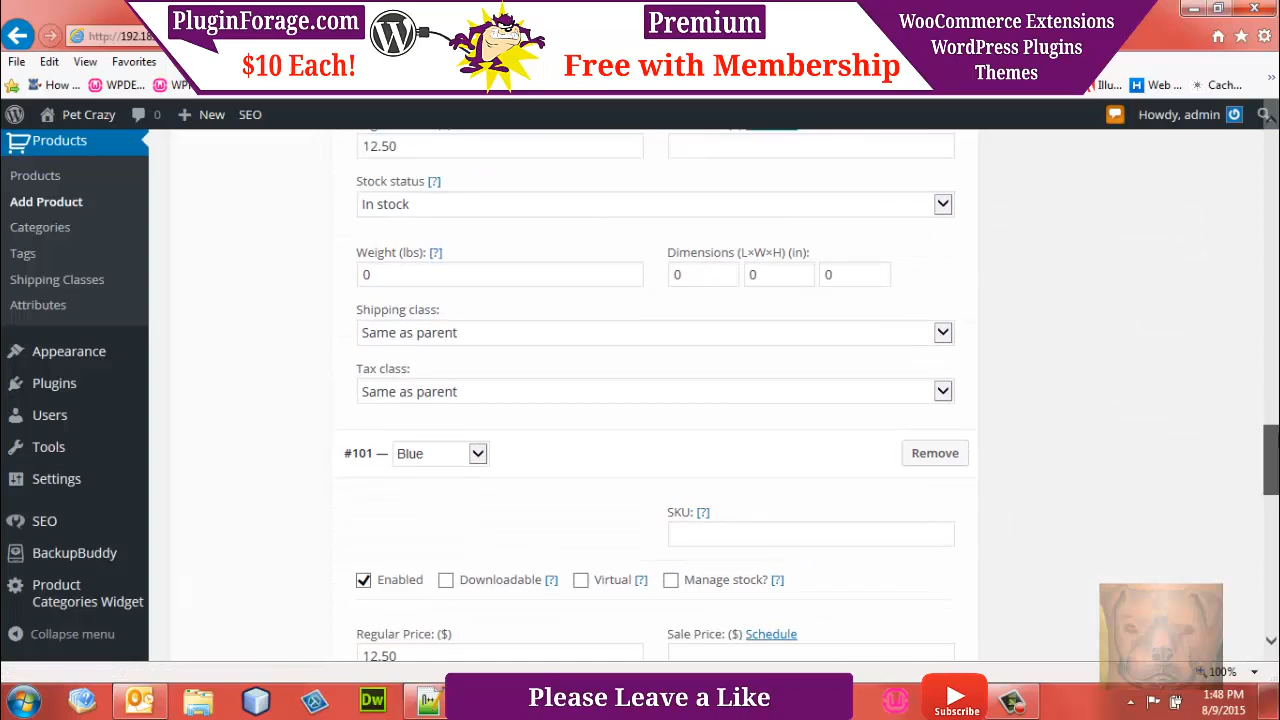 PluginForage.com
$10 Each!
Premium
Free with Membership
WooCommerce Extensions
WordPress Plugins
Themes
http://192.18
File Edit View Favorites
How ... WPDE...
Illu... Web ... Cach...
Pet Crazy 0 New SEO
Howdy, admin
Products
Products
Add Product
Categories
Tags
Shipping Classes
Attributes
Appearance
Plugins
Users
Tools
Settings
SEO
BackupBuddy
Product
Categories Widget
Collapse menu
12.50
Stock status [?]
In stock
Weight (lbs): [?] Dimensions (L×W×H) (in):
0 0 0 0
Shipping class:
Same as parent
Tax class:
Same as parent
#101 — Blue Remove
SKU: [?]
Enabled Downloadable [?] Virtual [?] Manage stock? [?]
Regular Price: ($) Sale Price: ($) Schedule
12.50
100%
Please Leave a Like
Subscribe
1:48 PM
8/9/2015